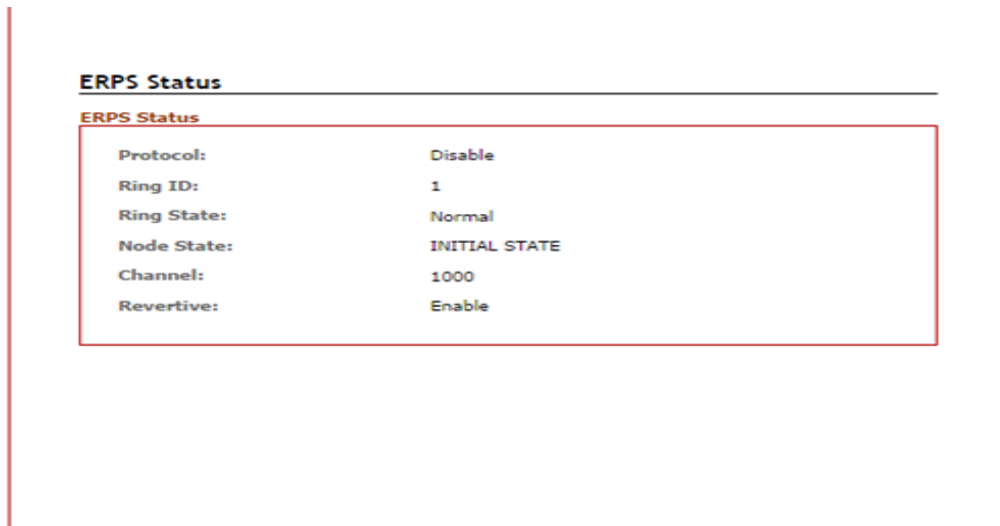 ERPS Status
ERPS Status
Protocol: Disable
Ring ID: 1
Ring State: Normal
Node State: INITIAL STATE
Channel: 1000
Revertive: Enable